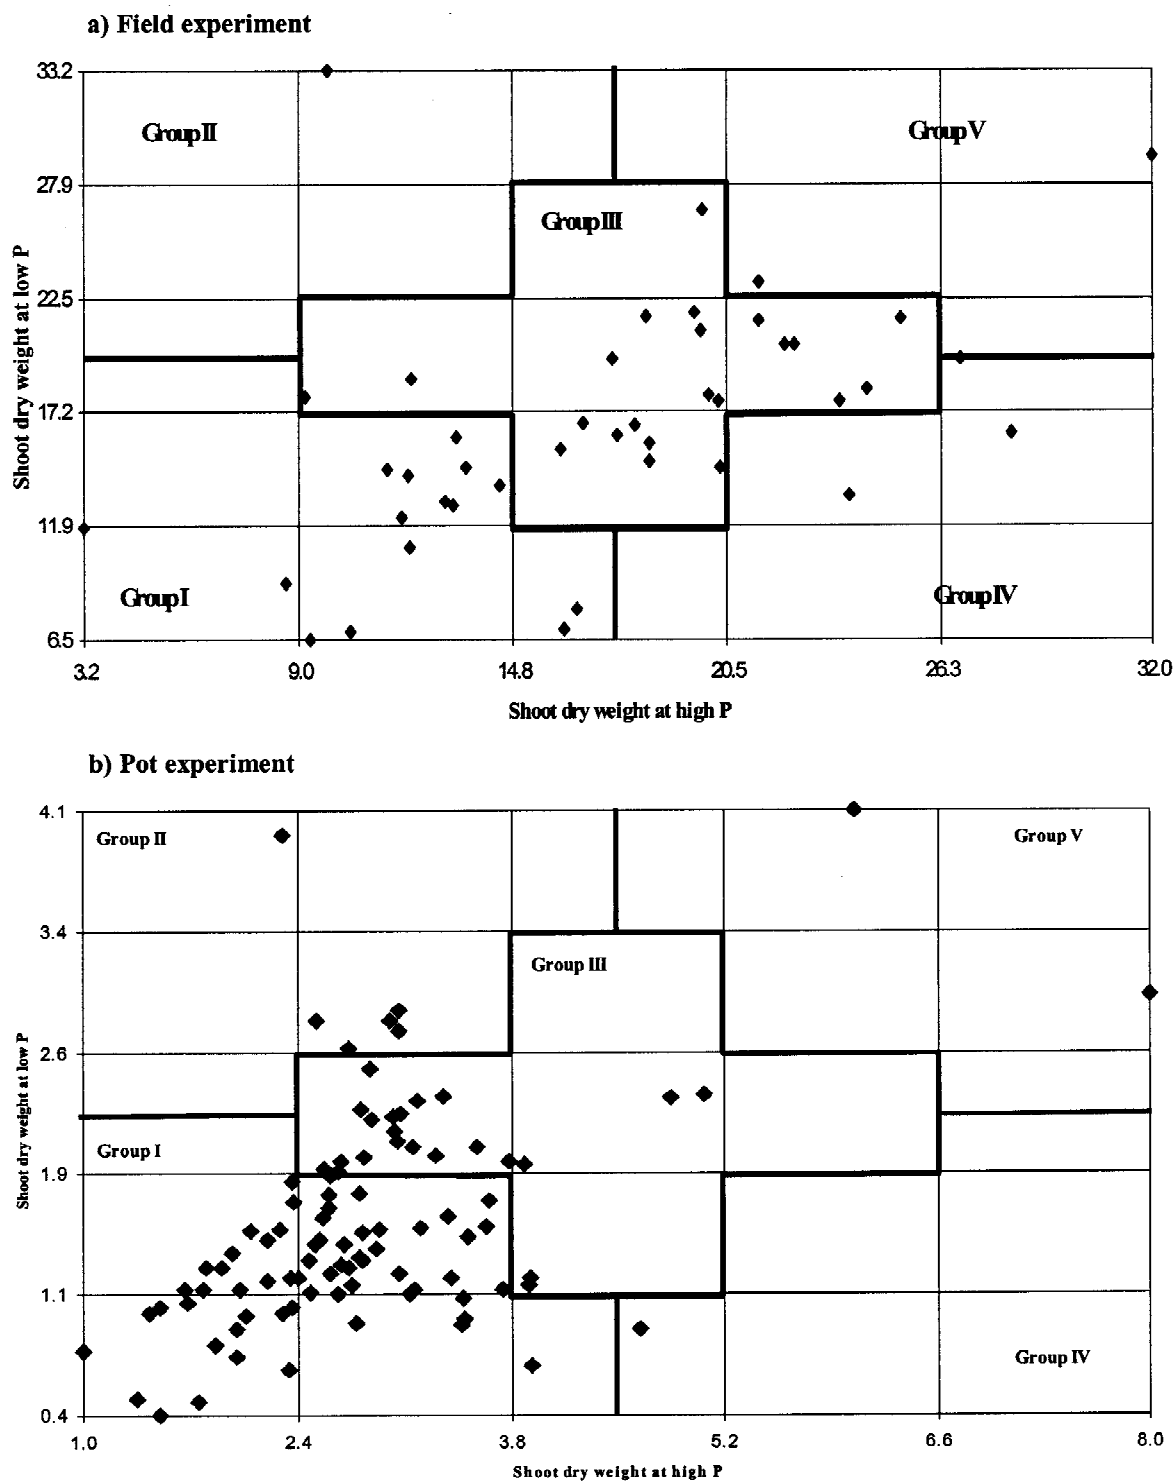 a) Field experiment
33.2
Group II
Group V
27.9
Group III
22.5
17.2
11.9
Group I
Group IV
6.5
3.2 9.0 14.8 20.5 26.3 32.0
Shoot dry weight at low P
Shoot dry weight at high P
b) Pot experiment
4.1
Group II
Group V
3.4
Group III
2.6
Group I
1.9
1.1
Group IV
0.4
1.0 2.4 3.8 5.2 6.6 8.0
Shoot dry weight at low P
Shoot dry weight at high P